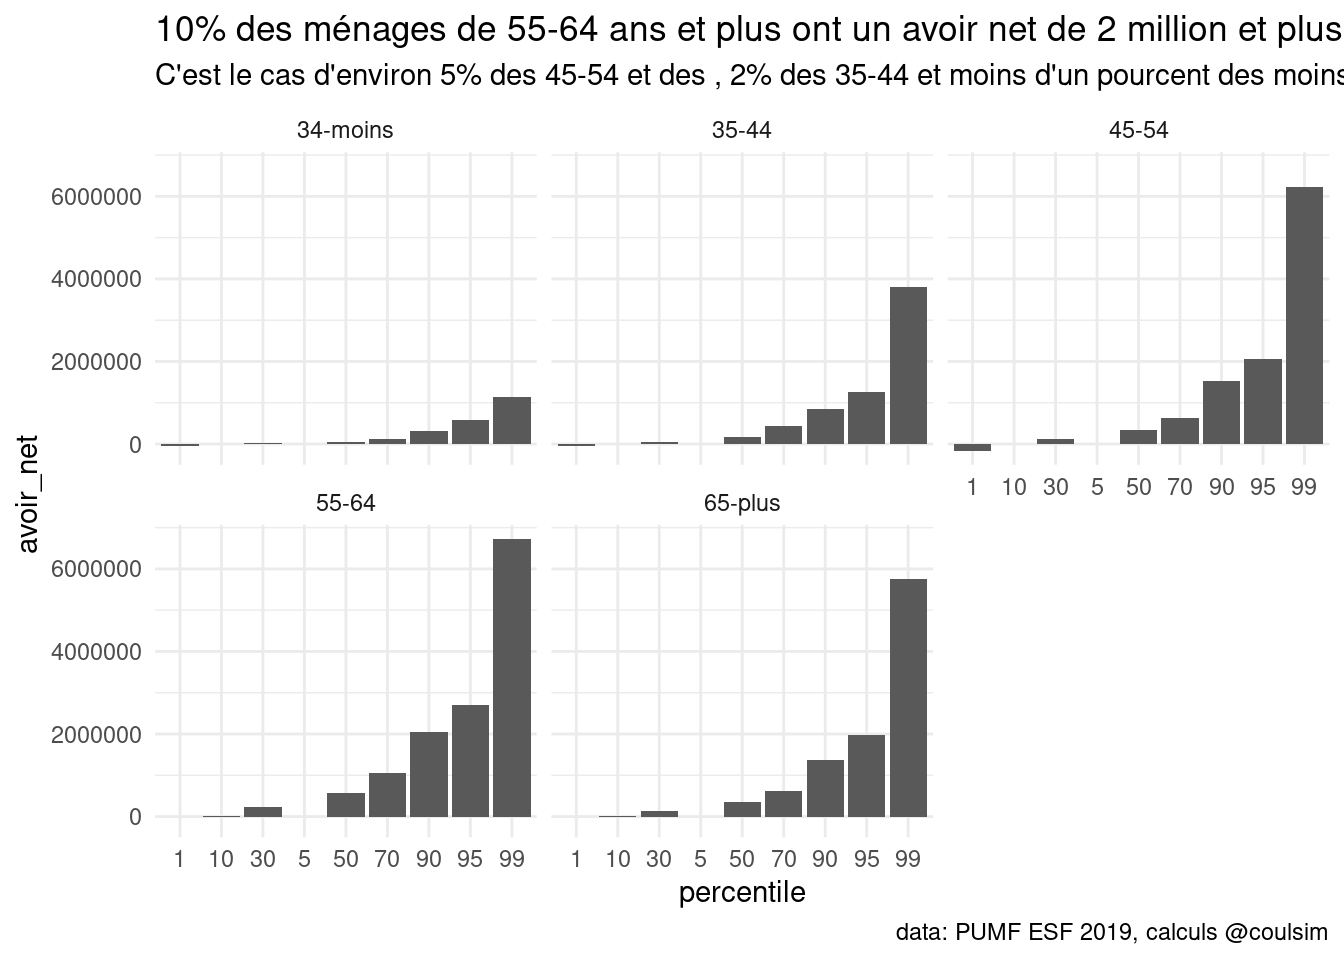 10% des ménages de 55-64 ans et plus ont un avoir net de 2 million et plus
C'est le cas d'environ 5% des 45-54 et des , 2% des 35-44 et moins d'un pourcent des moins
34-moins 35-44 45-54
6000000
4000000
2000000
0
1 10 30 5 50 70 90 95 99
avoir_net
55-64 65-plus
6000000
4000000
2000000
0
1 10 30 5 50 70 90 95 99 1 10 30 5 50 70 90 95 99
percentile
data: PUMF ESF 2019, calculs @coulsim